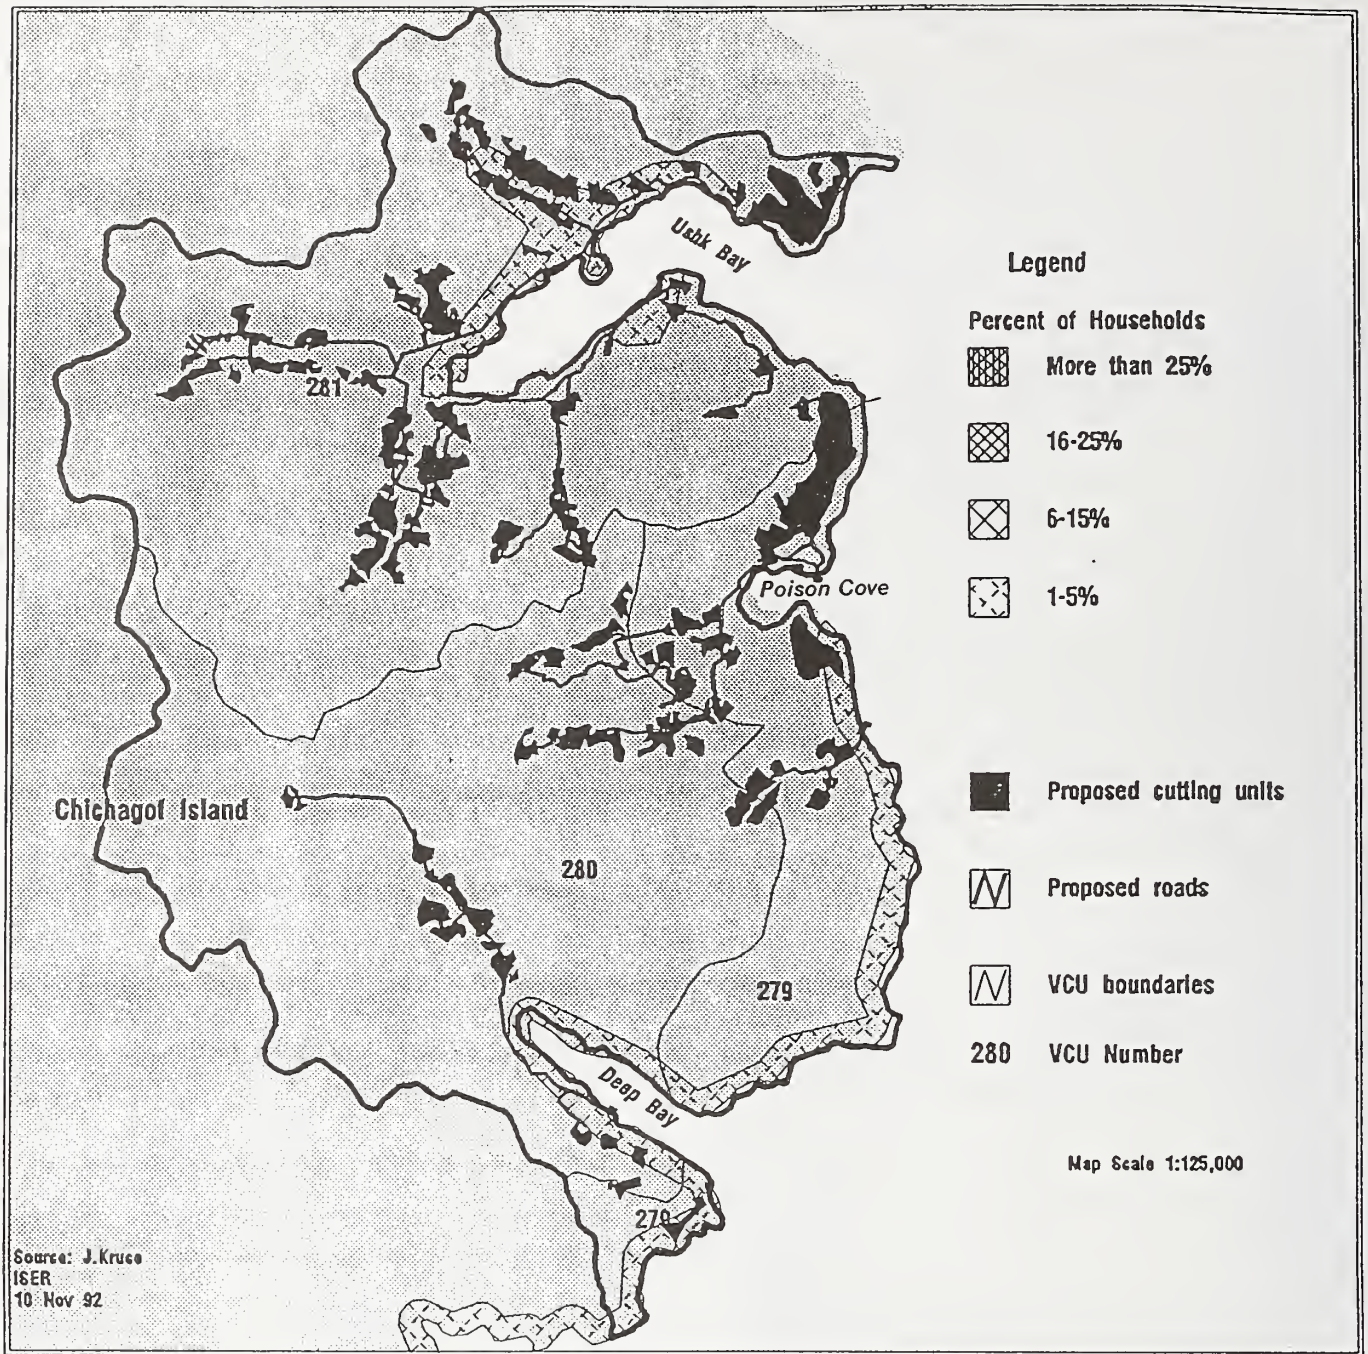 Ushk Bay
281
Poison Cove
Chichagof Island
280
279
Deep Bay
279
Source: J.Kruse
ISER
10 Nov 92
Legend
Percent of Households
More than 25%
16-25%
6-15%
1-5%
Proposed cutting units
Proposed roads
VCU boundaries
280 VCU Number
Map Scale 1:125,000